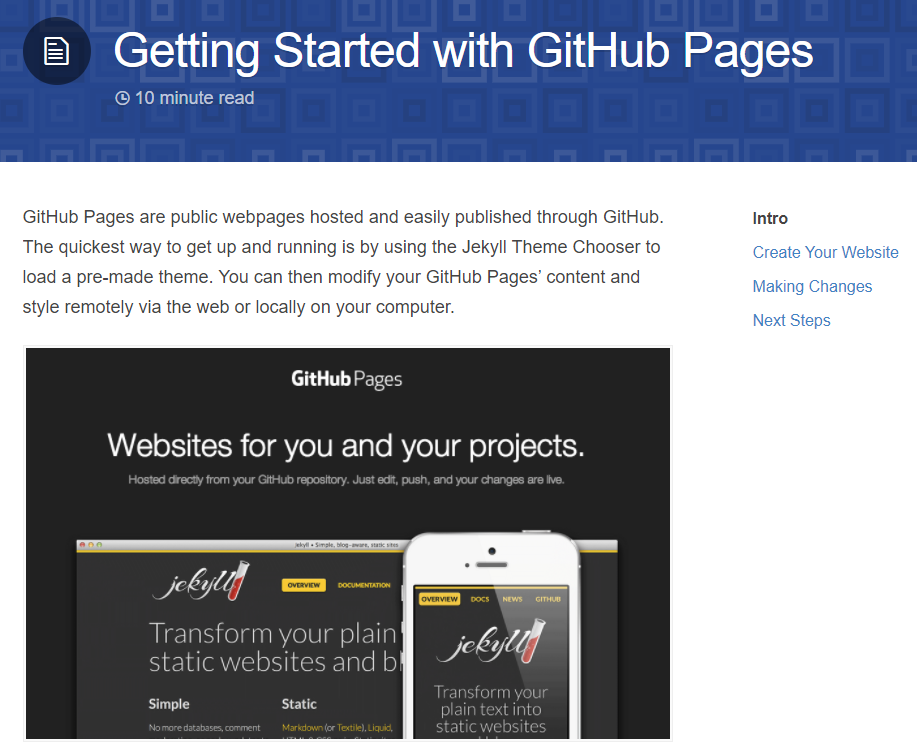 Getting Started with GitHub Pages
10 minute read
GitHub Pages are public webpages hosted and easily published through GitHub.
The quickest way to get up and running is by using the Jekyll Theme Chooser to
load a pre-made theme. You can then modify your GitHub Pages’ content and
style remotely via the web or locally on your computer.
Intro
Create Your Website
Making Changes
Next Steps
GitHub Pages
Websites for you and your projects.
Hosted directly from your GitHub repository. Just edit, push, and your changes are live.
Jekyll • Simple, blog-aware, static sites
jekyll
OVERVIEW DOCUMENTATION
Transform your plain
static websites and bl
Simple
No more databases, comment
Static
Markdown (or Textile), Liquid,
OVERVIEW DOCS NEWS GITHUB
jekyll
Transform your
plain text into
static websites